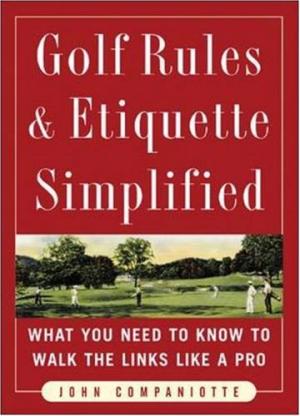 Golf Rules
& Etiquette
Simplified
WHAT YOU NEED TO KNOW TO
WALK THE LINKS LIKE A PRO
JOHN COMPANIOTTE